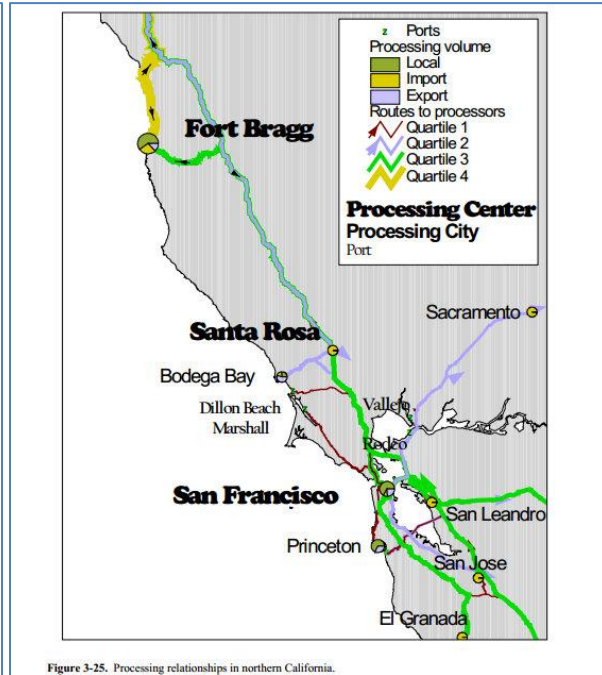 z Ports
Processing volume
Local
Import
Export
Routes to processors
Quartile 1
Quartile 2
Quartile 3
Quartile 4
Processing Center
Processing City
Port
Fort Bragg
Sacramento
Santa Rosa
Bodega Bay
Dillon Beach
Vallejo
Marshall
Rodeo
San Francisco
San Leandro
Princeton
San Jose
El Granada
Figure 3-25. Processing relationships in northern California.